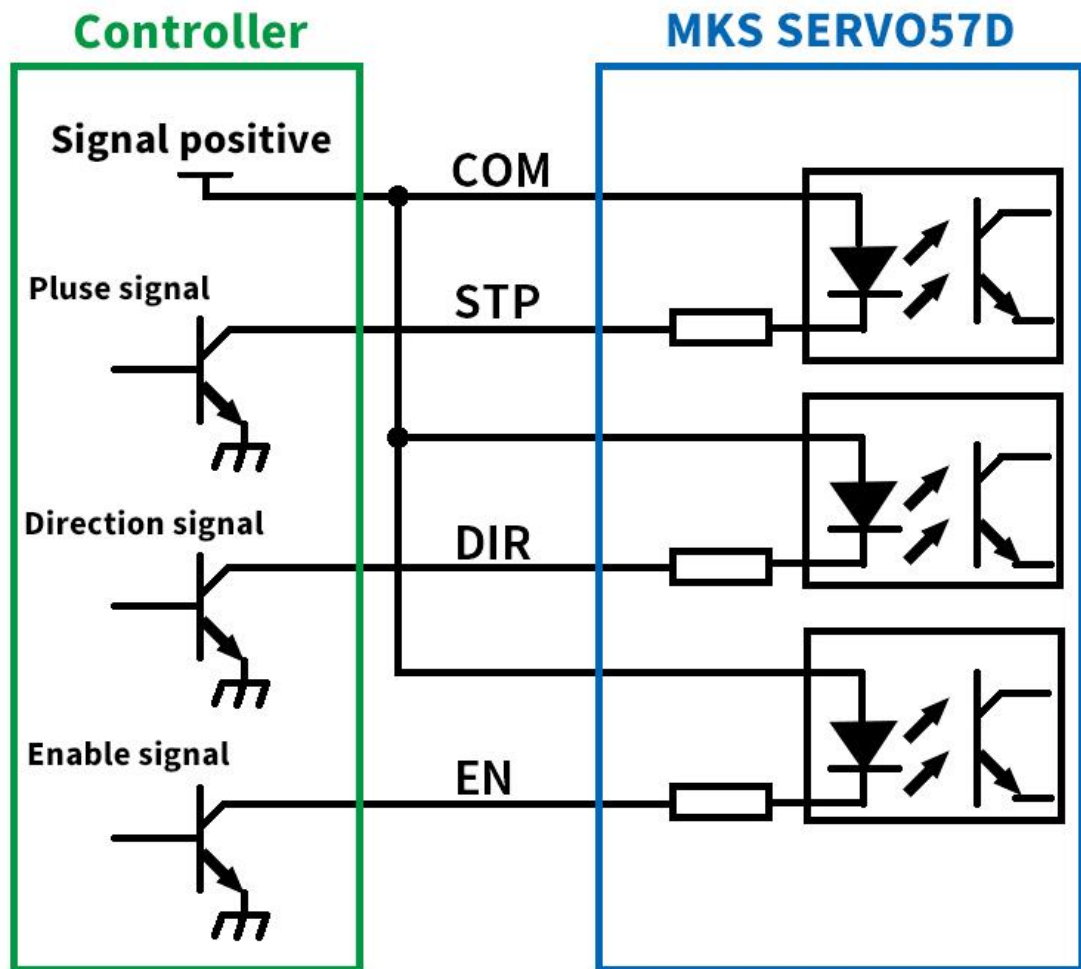 Controller
MKS SERVO57D
Signal positive
COM
Pluse signal
STP
Direction signal
DIR
Enable signal
EN